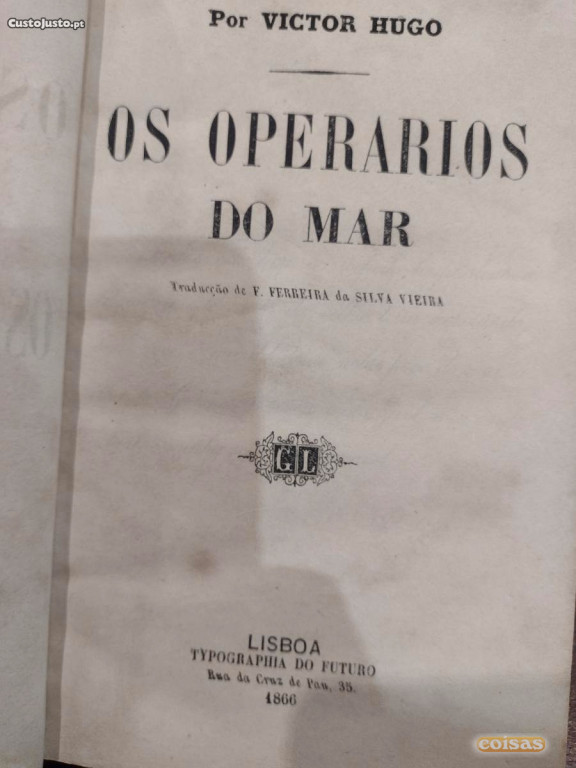 CustoJusto.pt
Por VICTOR HUGO
OS OPERARIOS
DO MAR
Traducção de F. FERREIRA da SILVA VIEIRA
GL
LISBOA
TYPOGRAPHIA DO FUTURO
Rua da Cruz de Pau, 35.
1866
coisas